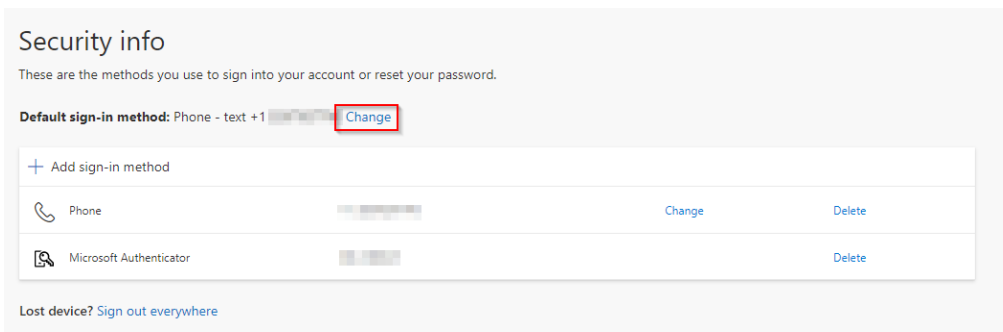 Security info
These are the methods you use to sign into your account or reset your password.
Default sign-in method: Phone - text +1 Change
+ Add sign-in method
Phone Change Delete
Microsoft Authenticator Delete
Lost device? Sign out everywhere